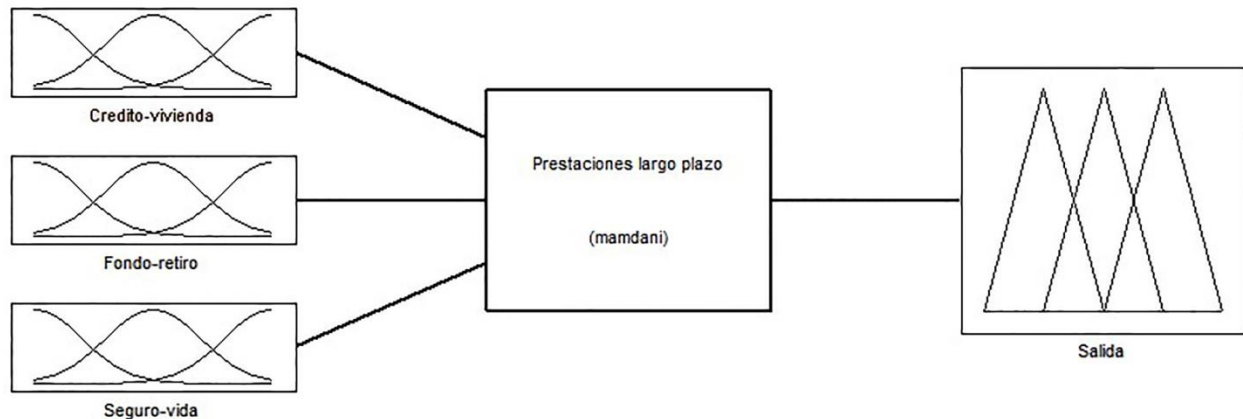 Credito-vivienda
Fondo-retiro
Seguro-vida
Prestaciones largo plazo
(mamdani)
Salida